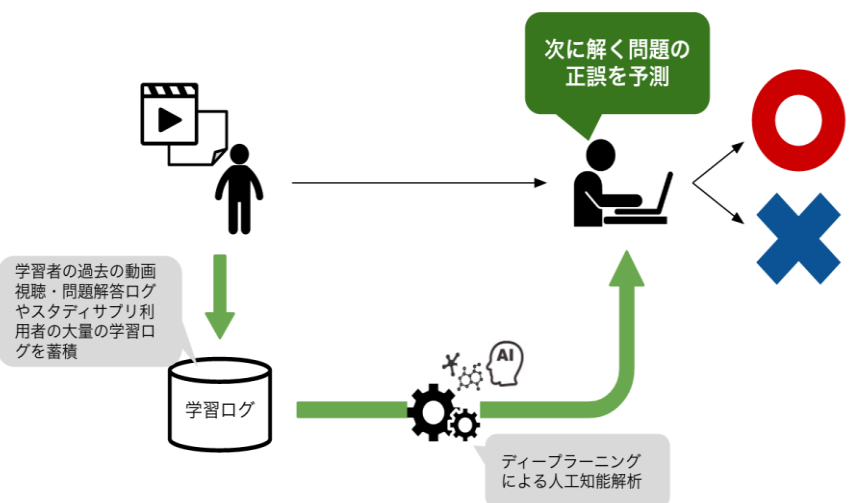 次に解く問題の
正誤を予測
学習者の過去の動画
視聴・問題解答ログ
やスタディサプリ利
用者の大量の学習ロ
グを蓄積
学習ログ
AI
ディープラーニング
による人工知能解析